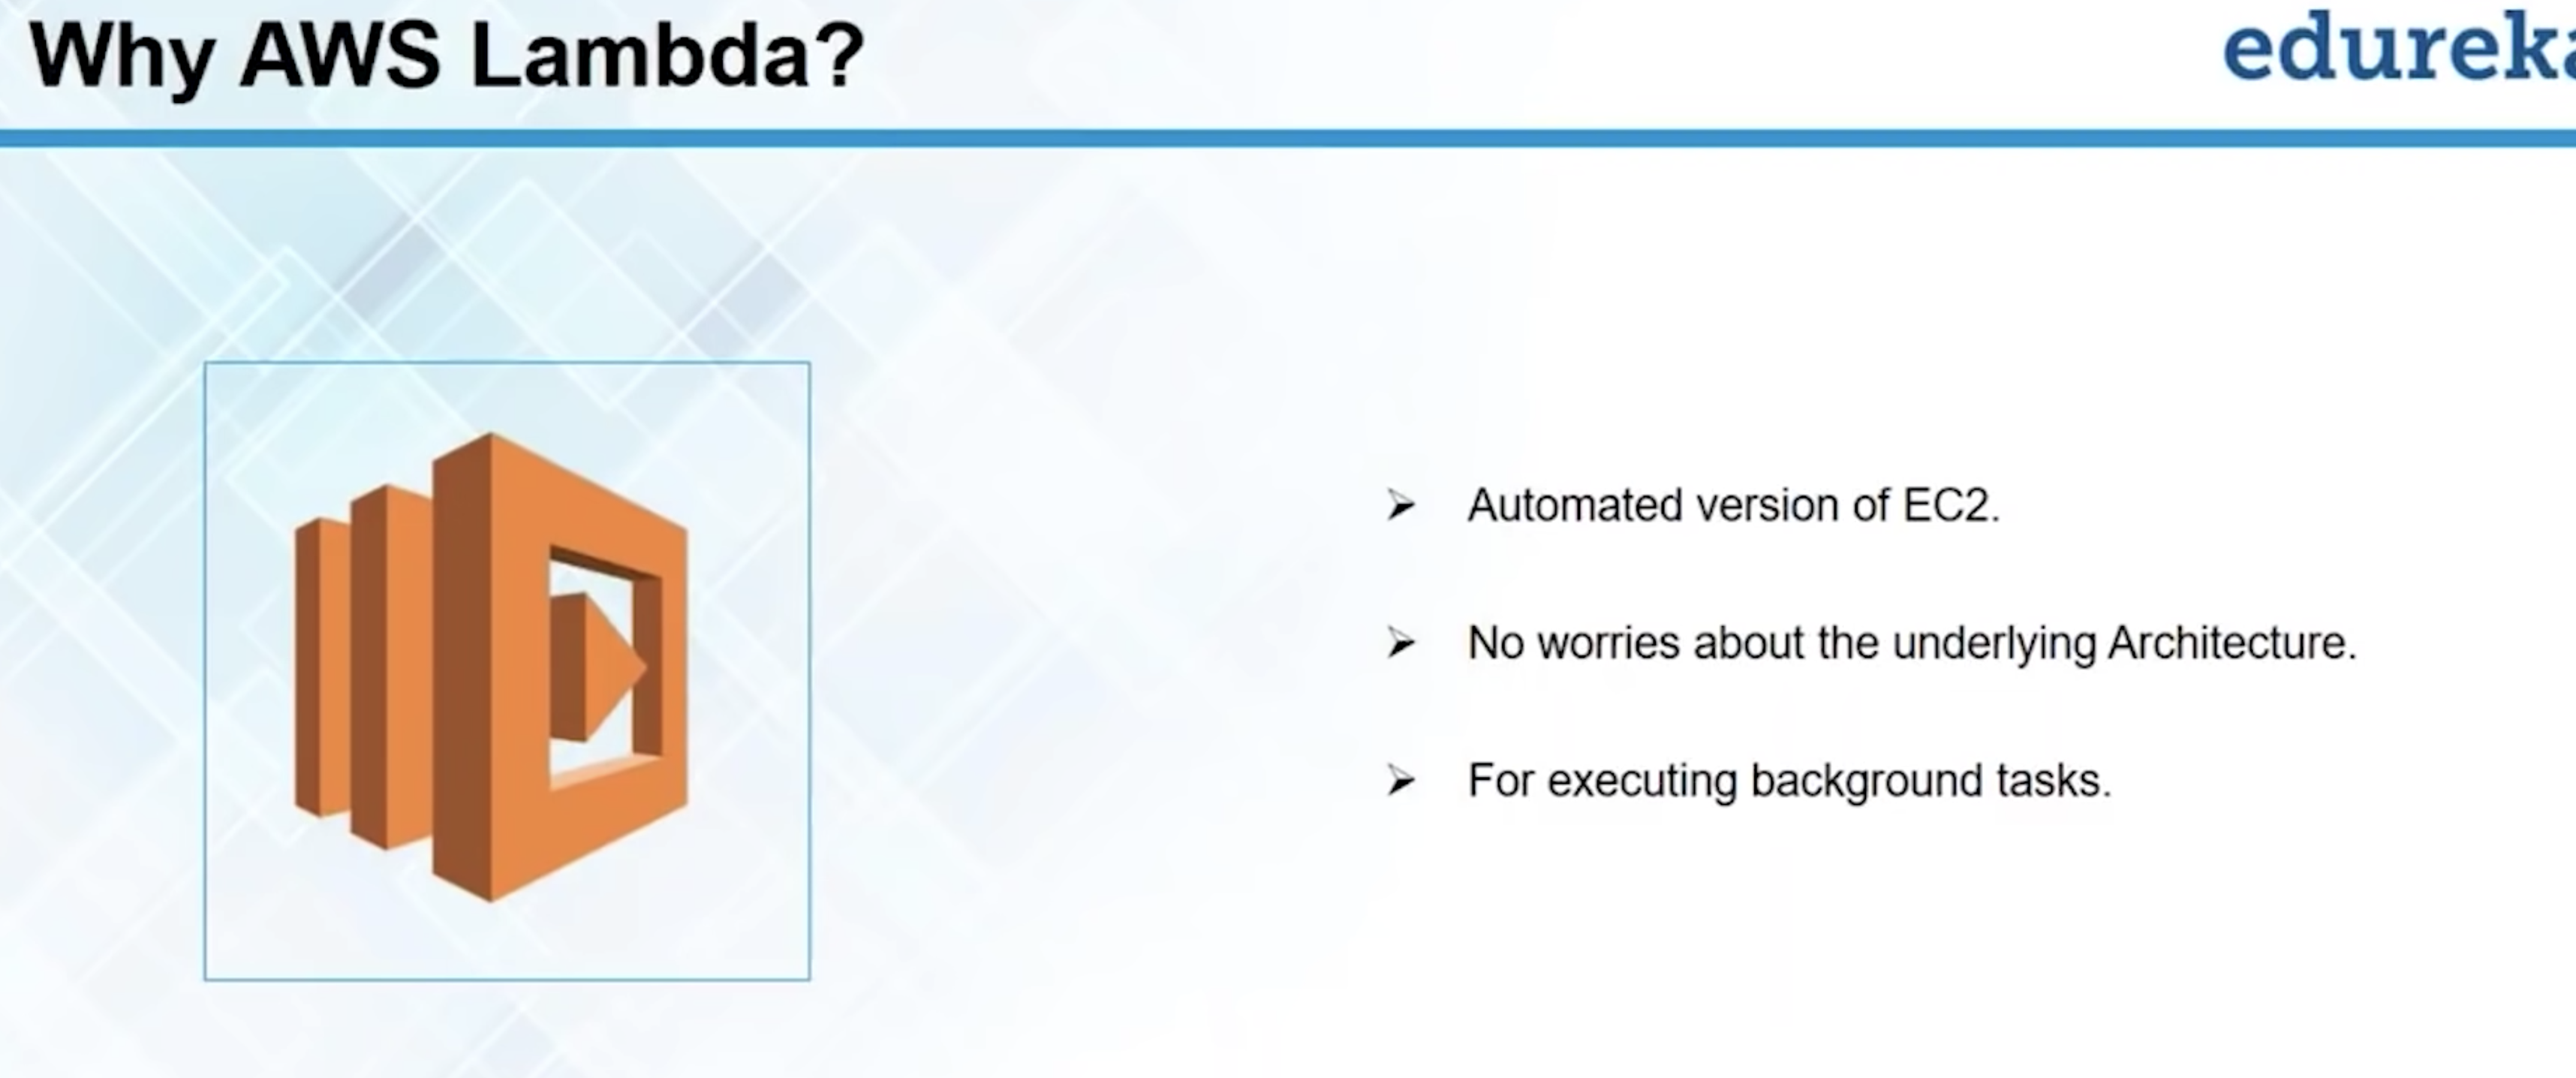 Why AWS Lambda?
edureka
Automated version of EC2.
No worries about the underlying Architecture.
For executing background tasks.